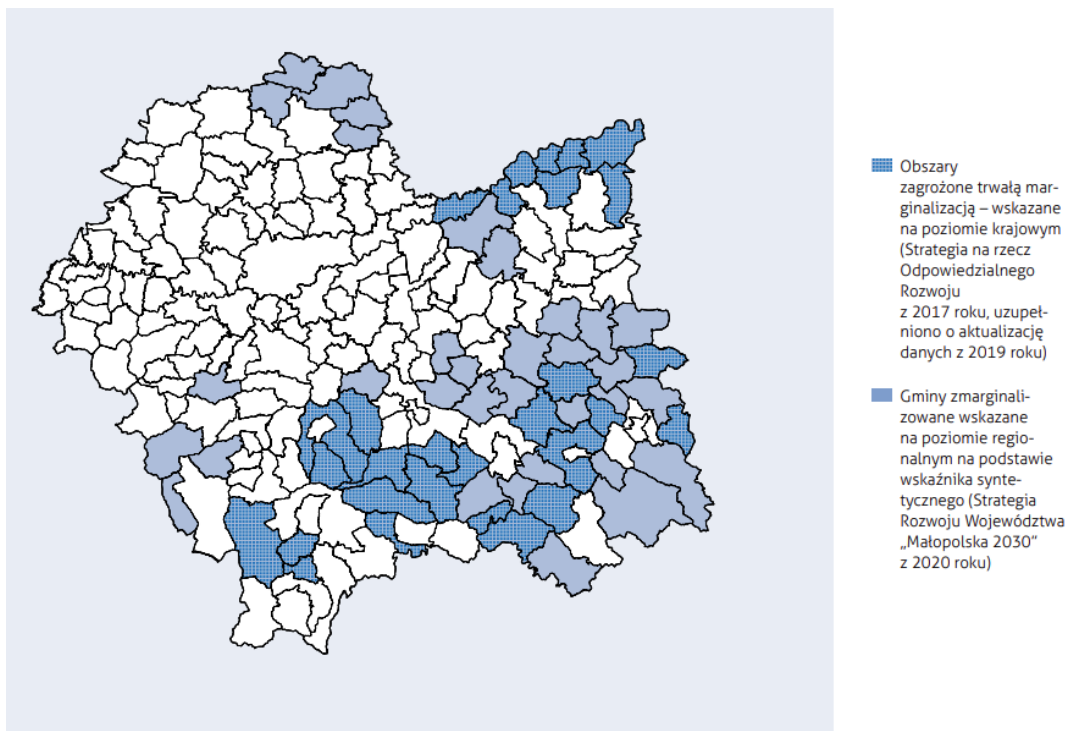 Obszary
zagrożone trwałą mar-
ginalizacją – wskazane
na poziomie krajowym
(Strategia na rzecz
Odpowiedzialnego
Rozwoju
z 2017 roku, uzupeł-
niono o aktualizację
danych z 2019 roku)
Gminy zmarginali-
zowane wskazane
na poziomie regio-
nalnym na podstawie
wskaźnika synte-
tycznego (Strategia
Rozwoju Województwa
„Małopolska 2030”
z 2020 roku)